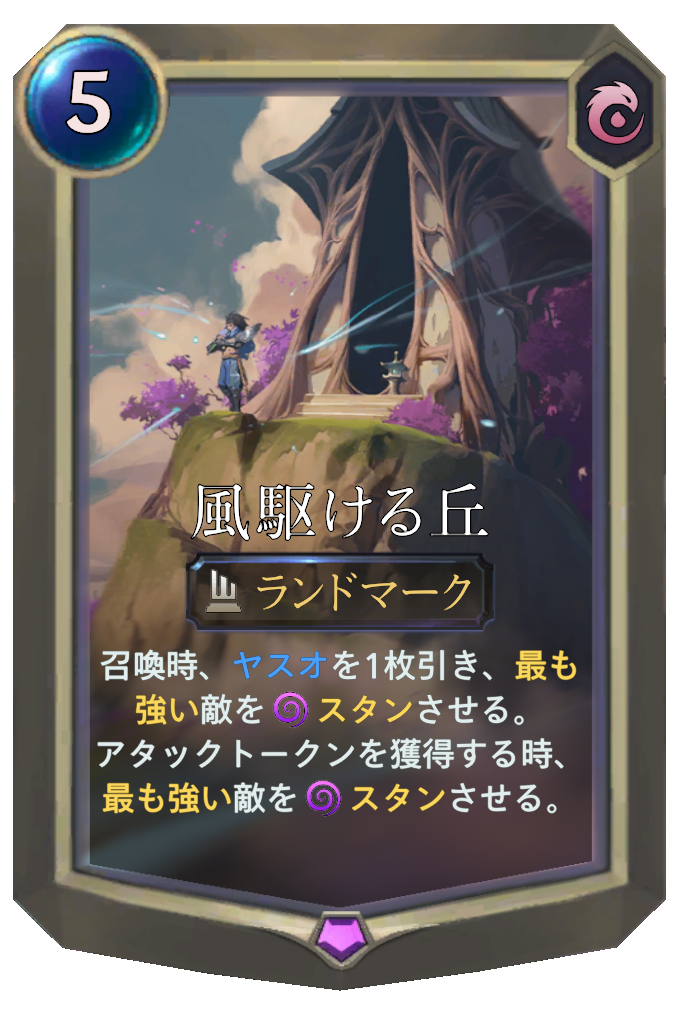 5
風駆ける丘
ランドマーク
召喚時、ヤスオを1枚引き、最も
強い敵をスタンさせる。
アタックトークンを獲得する時、
最も強い敵をスタンさせる。